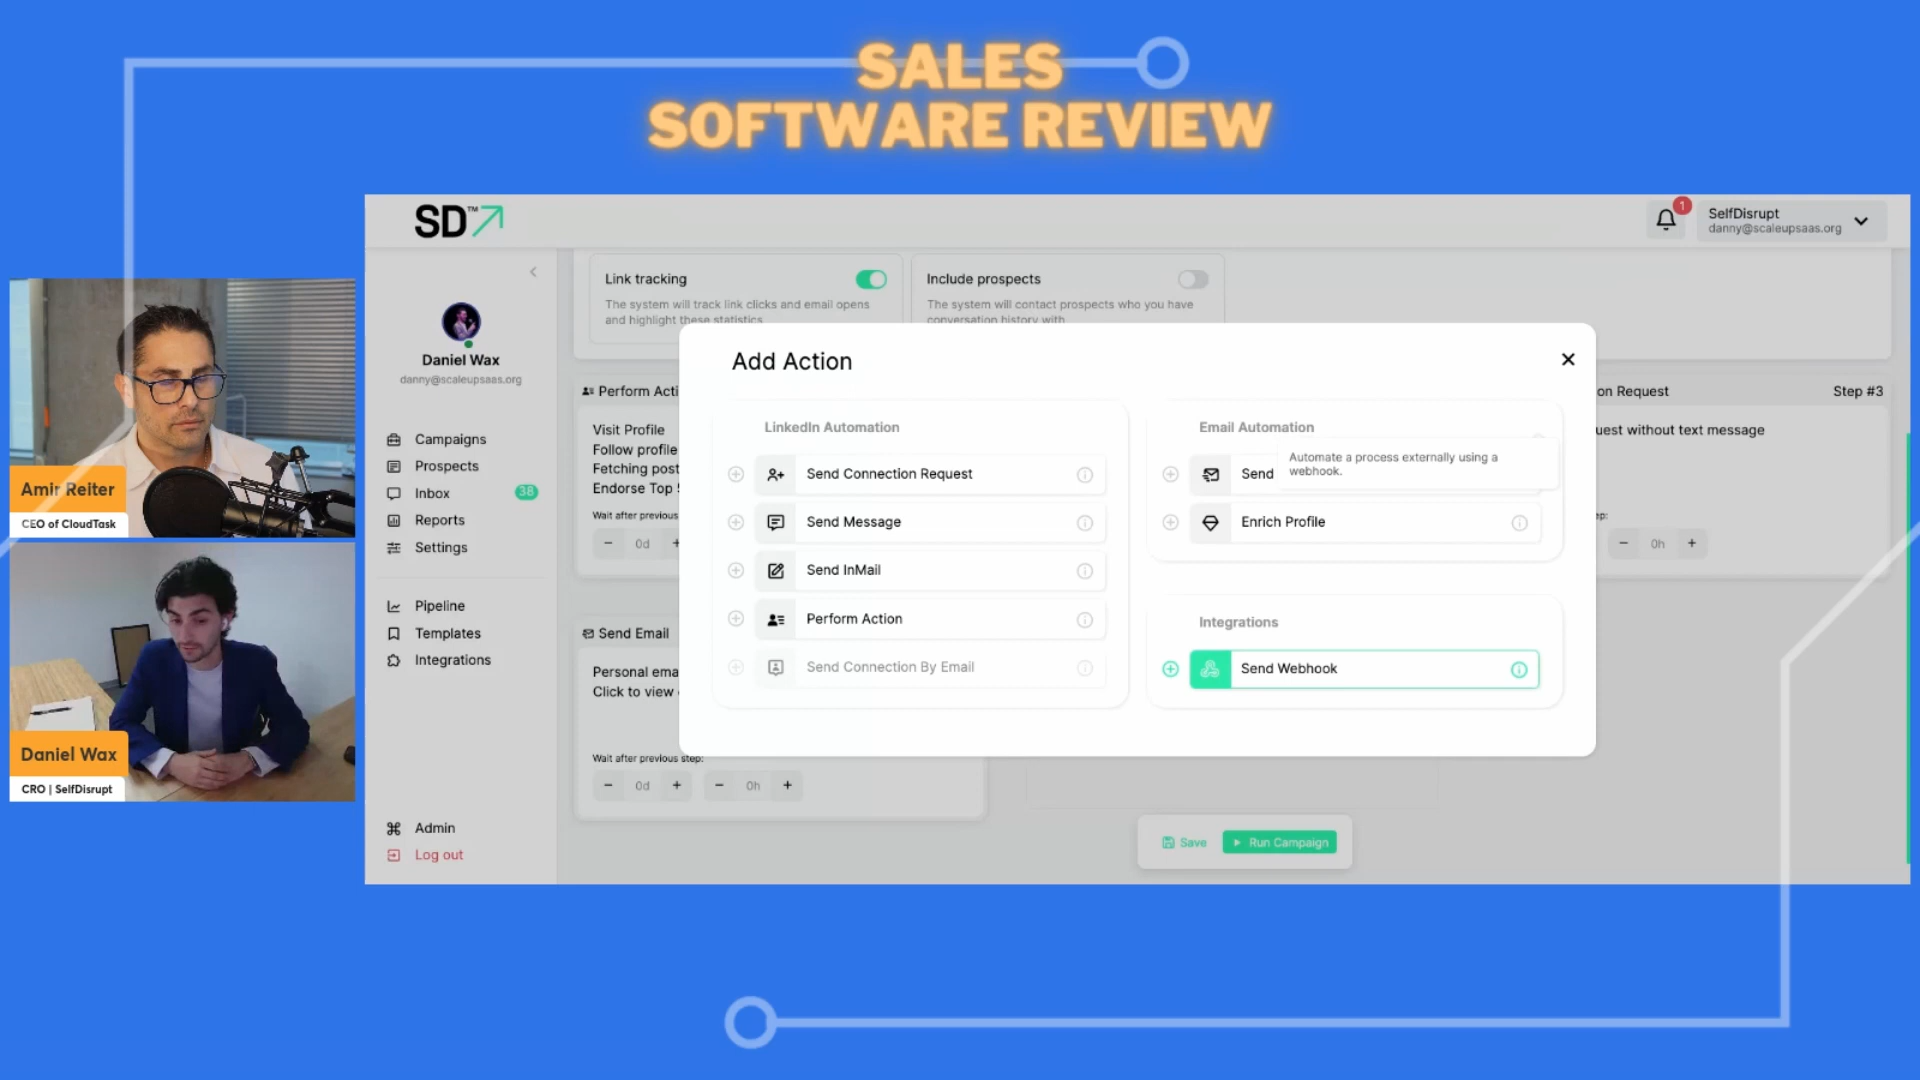 SALES
SOFTWARE REVIEW
SD™
1
SelfDisrupt
danny@scaleupsaas.org
Amir Reiter
CEO of CloudTask
Daniel Wax
CRO | SelfDisrupt
Daniel Wax
danny@scaleupsaas.org
Campaigns
Prospects
Inbox
38
Reports
Settings
Pipeline
Templates
Integrations
Admin
Log out
Link tracking
The system will track link clicks and email opens
and highlight these statistics
Include prospects
The system will contact prospects who you have
conversation history with
Perform Acti
Visit Profile
Follow profile
Fetching post
Endorse Top
Wait after previous
0d
Send Email
Personal ema
Click to view
Wait after previous step:
0d
0h
on Request
Step #3
uest without text message
ep:
0h
Add Action
LinkedIn Automation
Send Connection Request
Send Message
Send InMail
Perform Action
Send Connection By Email
Email Automation
Send
Automate a process externally using a
webhook.
Enrich Profile
Integrations
Send Webhook
Save
Run Campaign